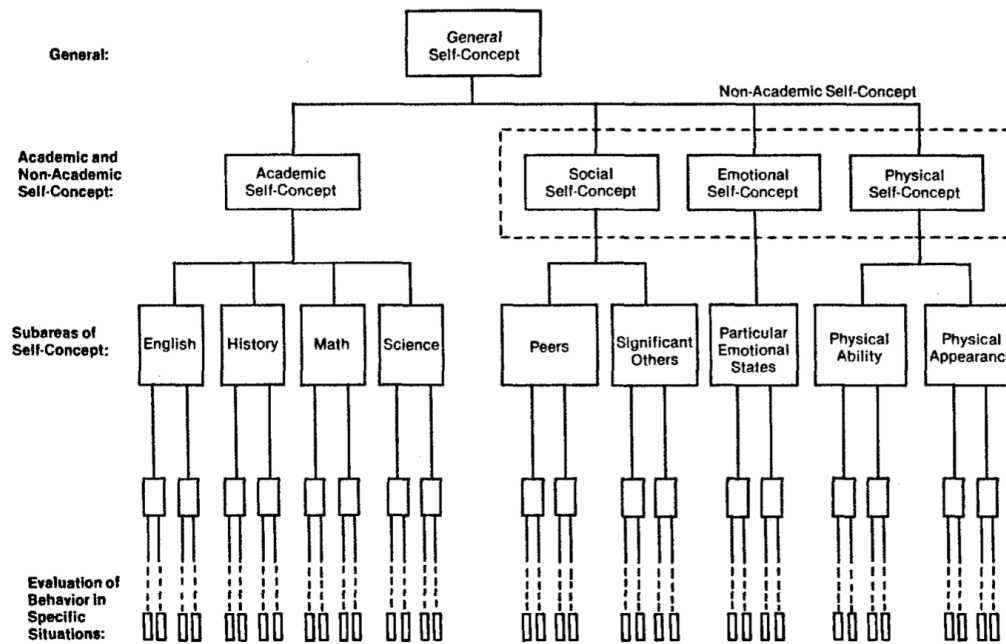 General:
General
Self-Concept
Non-Academic Self-Concept
Academic and
Non-Academic
Self-Concept:
Academic
Self-Concept
Social
Self-Concept
Emotional
Self-Concept
Physical
Self-Concept
Subareas of
Self-Concept:
English
History
Math
Science
Peers
Significant
Others
Particular
Emotional
States
Physical
Ability
Physical
Appearance
Evaluation of
Behavior in
Specific
Situations: